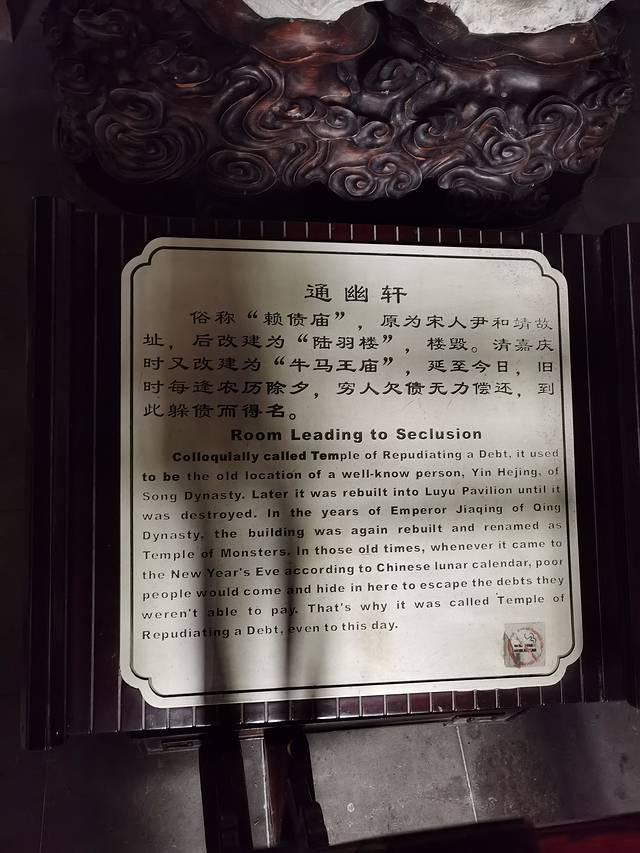 通幽轩
俗称“赖债庙”，原为宋人尹和靖故
址，后改建为“陆羽楼”，楼毁。清嘉庆
时又改建为“牛马王庙”，延至今日，旧
时每逢农历除夕，穷人欠债无力偿还，到
此躲债而得名。
Room Leading to Seclusion
Colloquially called Temple of Repudiating a Debt, it used
to be the old location of a well-know person, Yin Hejing, of
Song Dynasty. Later it was rebuilt into Luyu Pavilion until it
was destroyed. In the years of Emperor Jiaqing of Qing
Dynasty, the building was again rebuilt and renamed as
Temple of Monsters. In those old times, whenever it came to
the New Year's Eve according to Chinese lunar calendar, poor
people would come and hide in here to escape the debts they
weren't able to pay. That's why it was called Temple of
Repudiating a Debt, even to this day.